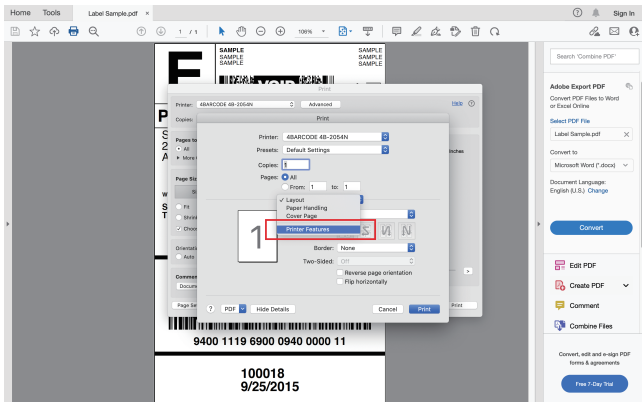 Home Tools Label Sample.pdf × Sign In
1 / 1 106%
SAMPLE SAMPLE
SAMPLE SAMPLE
SAMPLE SAMPLE
Print
Printer: 4BARCODE 4B-2054N Advanced Help
Copies:
Print
Pages to
All
More
Page Siz
Fit
Shrin
Choo
Orientati
Auto
Commen
Docum
Page Se
nches
Print
Printer: 4BARCODE 4B-2054N
Presets: Default Settings
Copies: 1
Pages: All
From: 1 to: 1
✓ Layout
Paper Handling
Cover Page
Printer Features
1
Border: None
Two-Sided: Off
Reverse page orientation
Flip horizontally
? PDF Hide Details Cancel Print
9400 1119 6900 0940 0000 11
100018
9/25/2015
Search 'Combine PDF'
Adobe Export PDF
Convert PDF Files to Word
or Excel Online
Select PDF File
Label Sample.pdf ×
Convert to
Microsoft Word (*.docx)
Document Language:
English (U.S.) Change
Convert
Edit PDF
Create PDF
Comment
Combine Files
Convert, edit and e-sign PDF
forms & agreements
Free 7-Day Trial